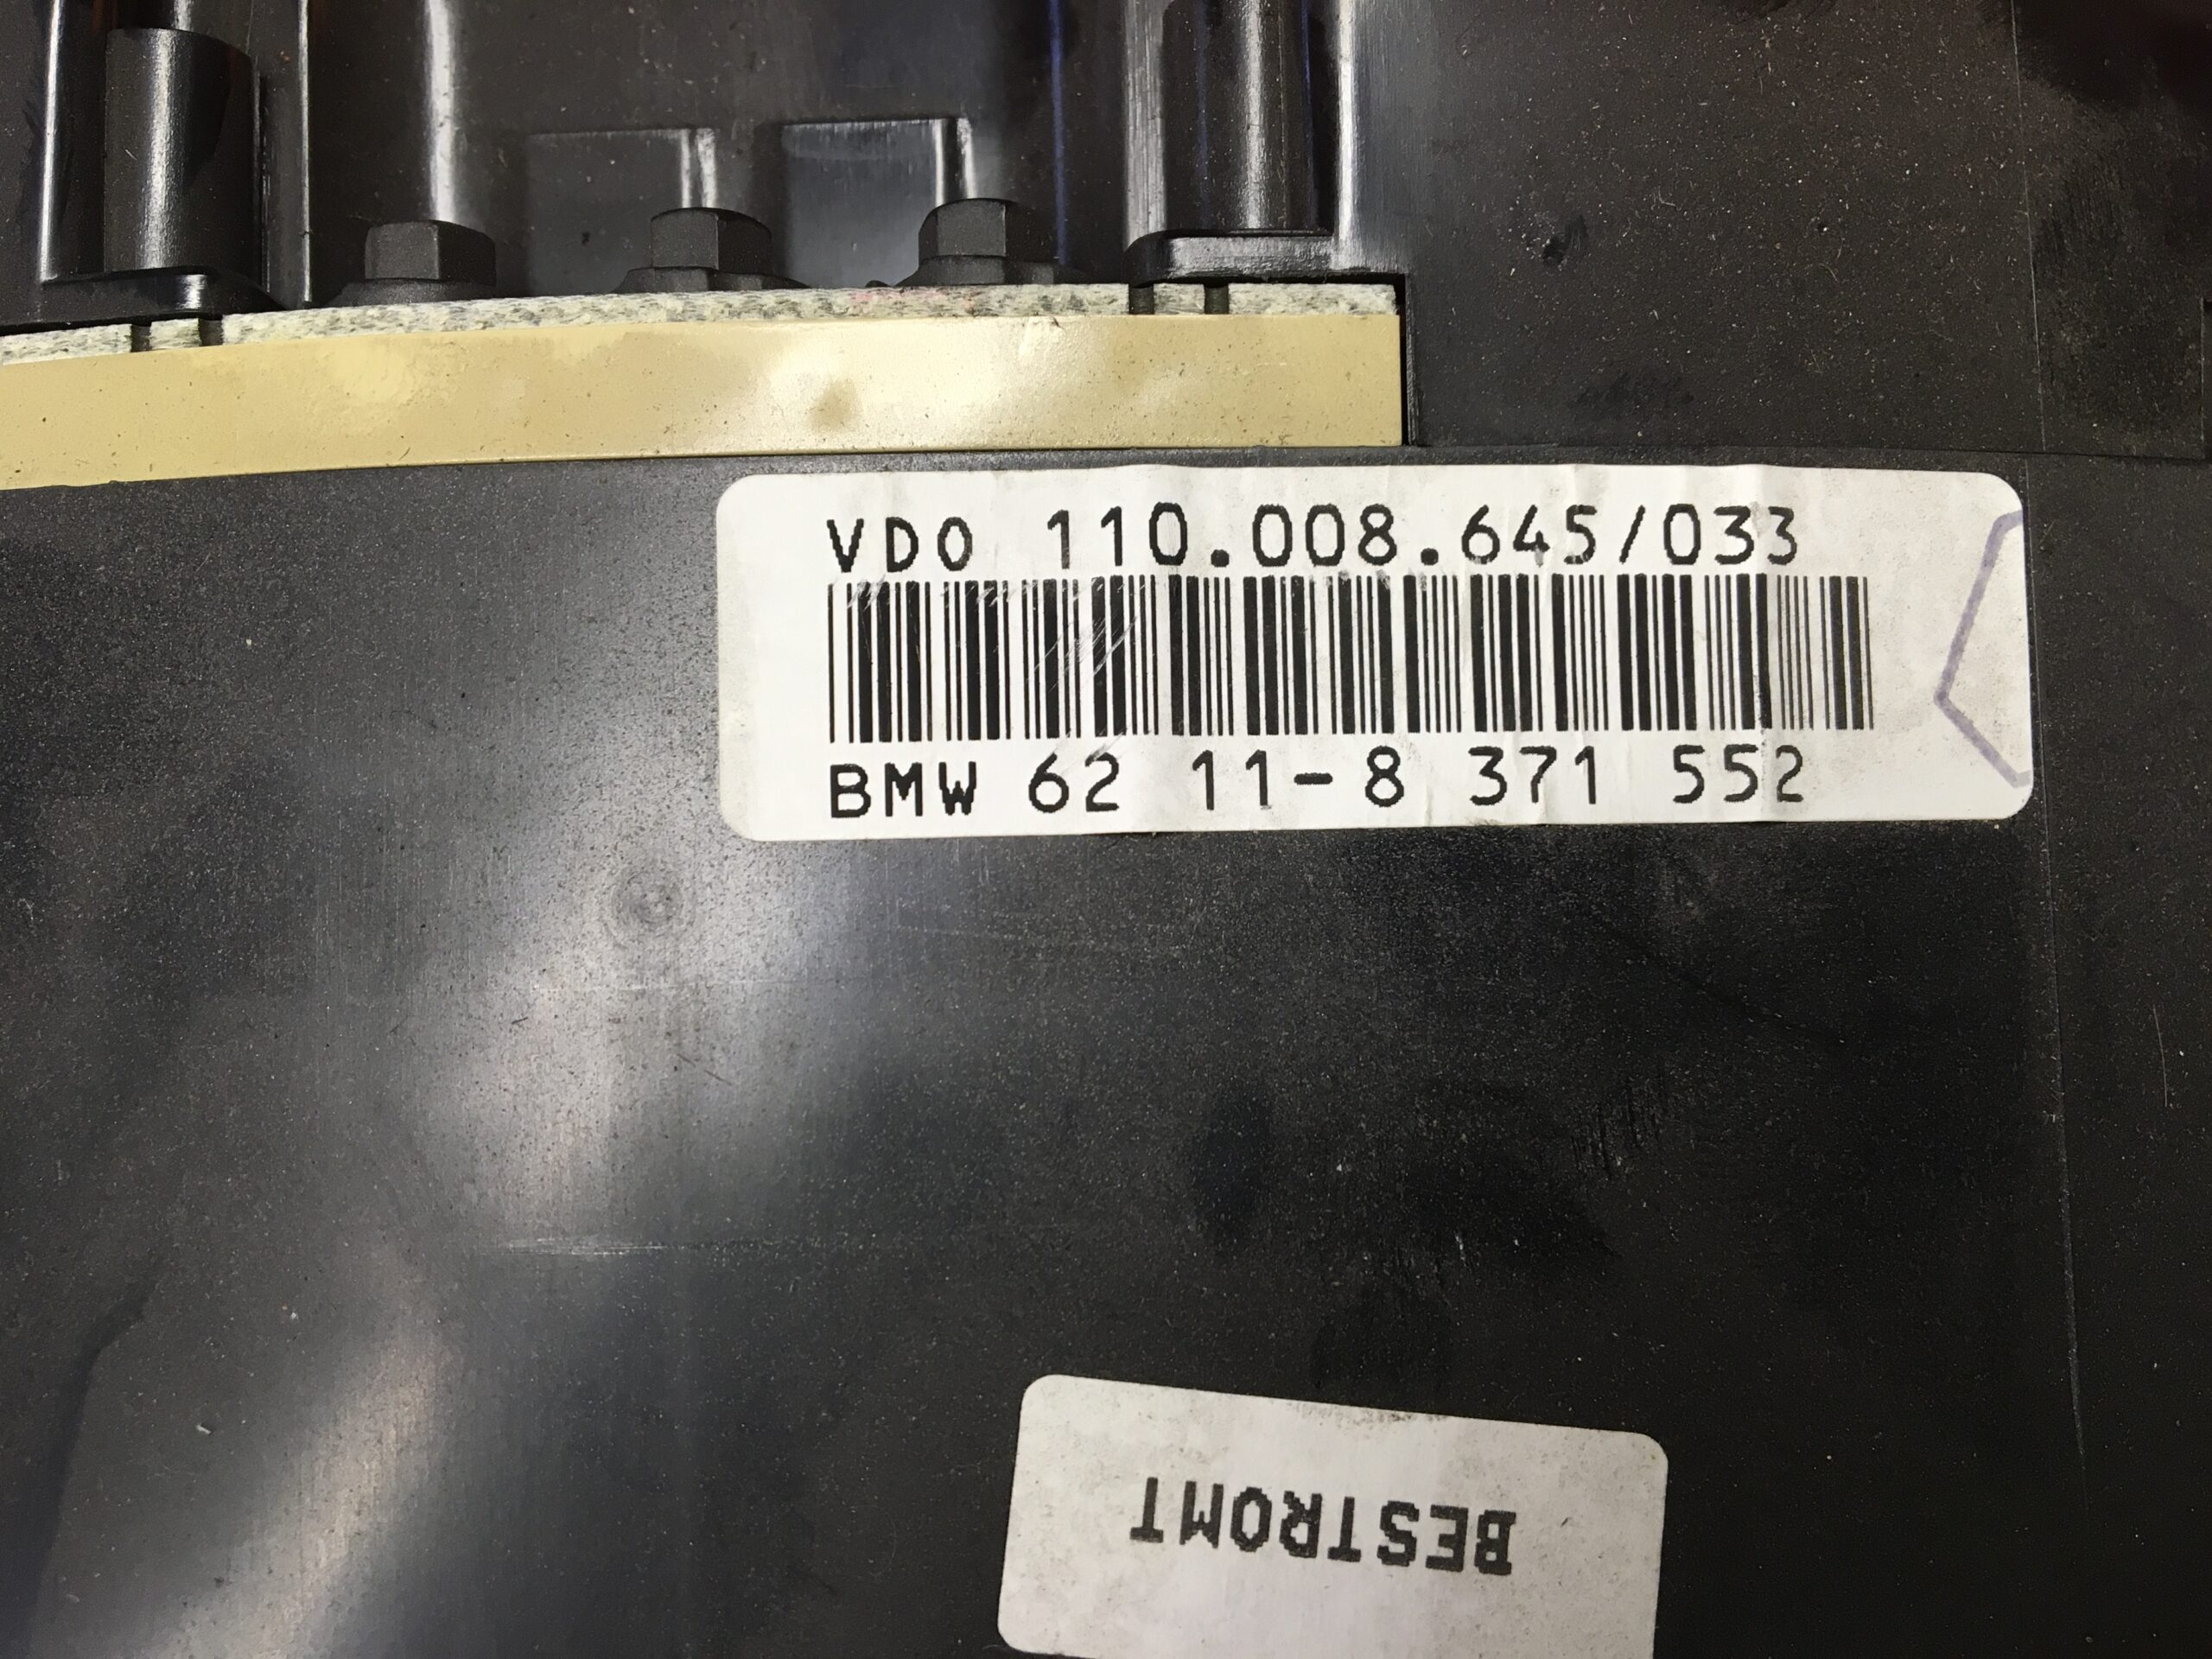 VDO 110.008.645/033
BMW 62 11-8 371 552
BESTROMT